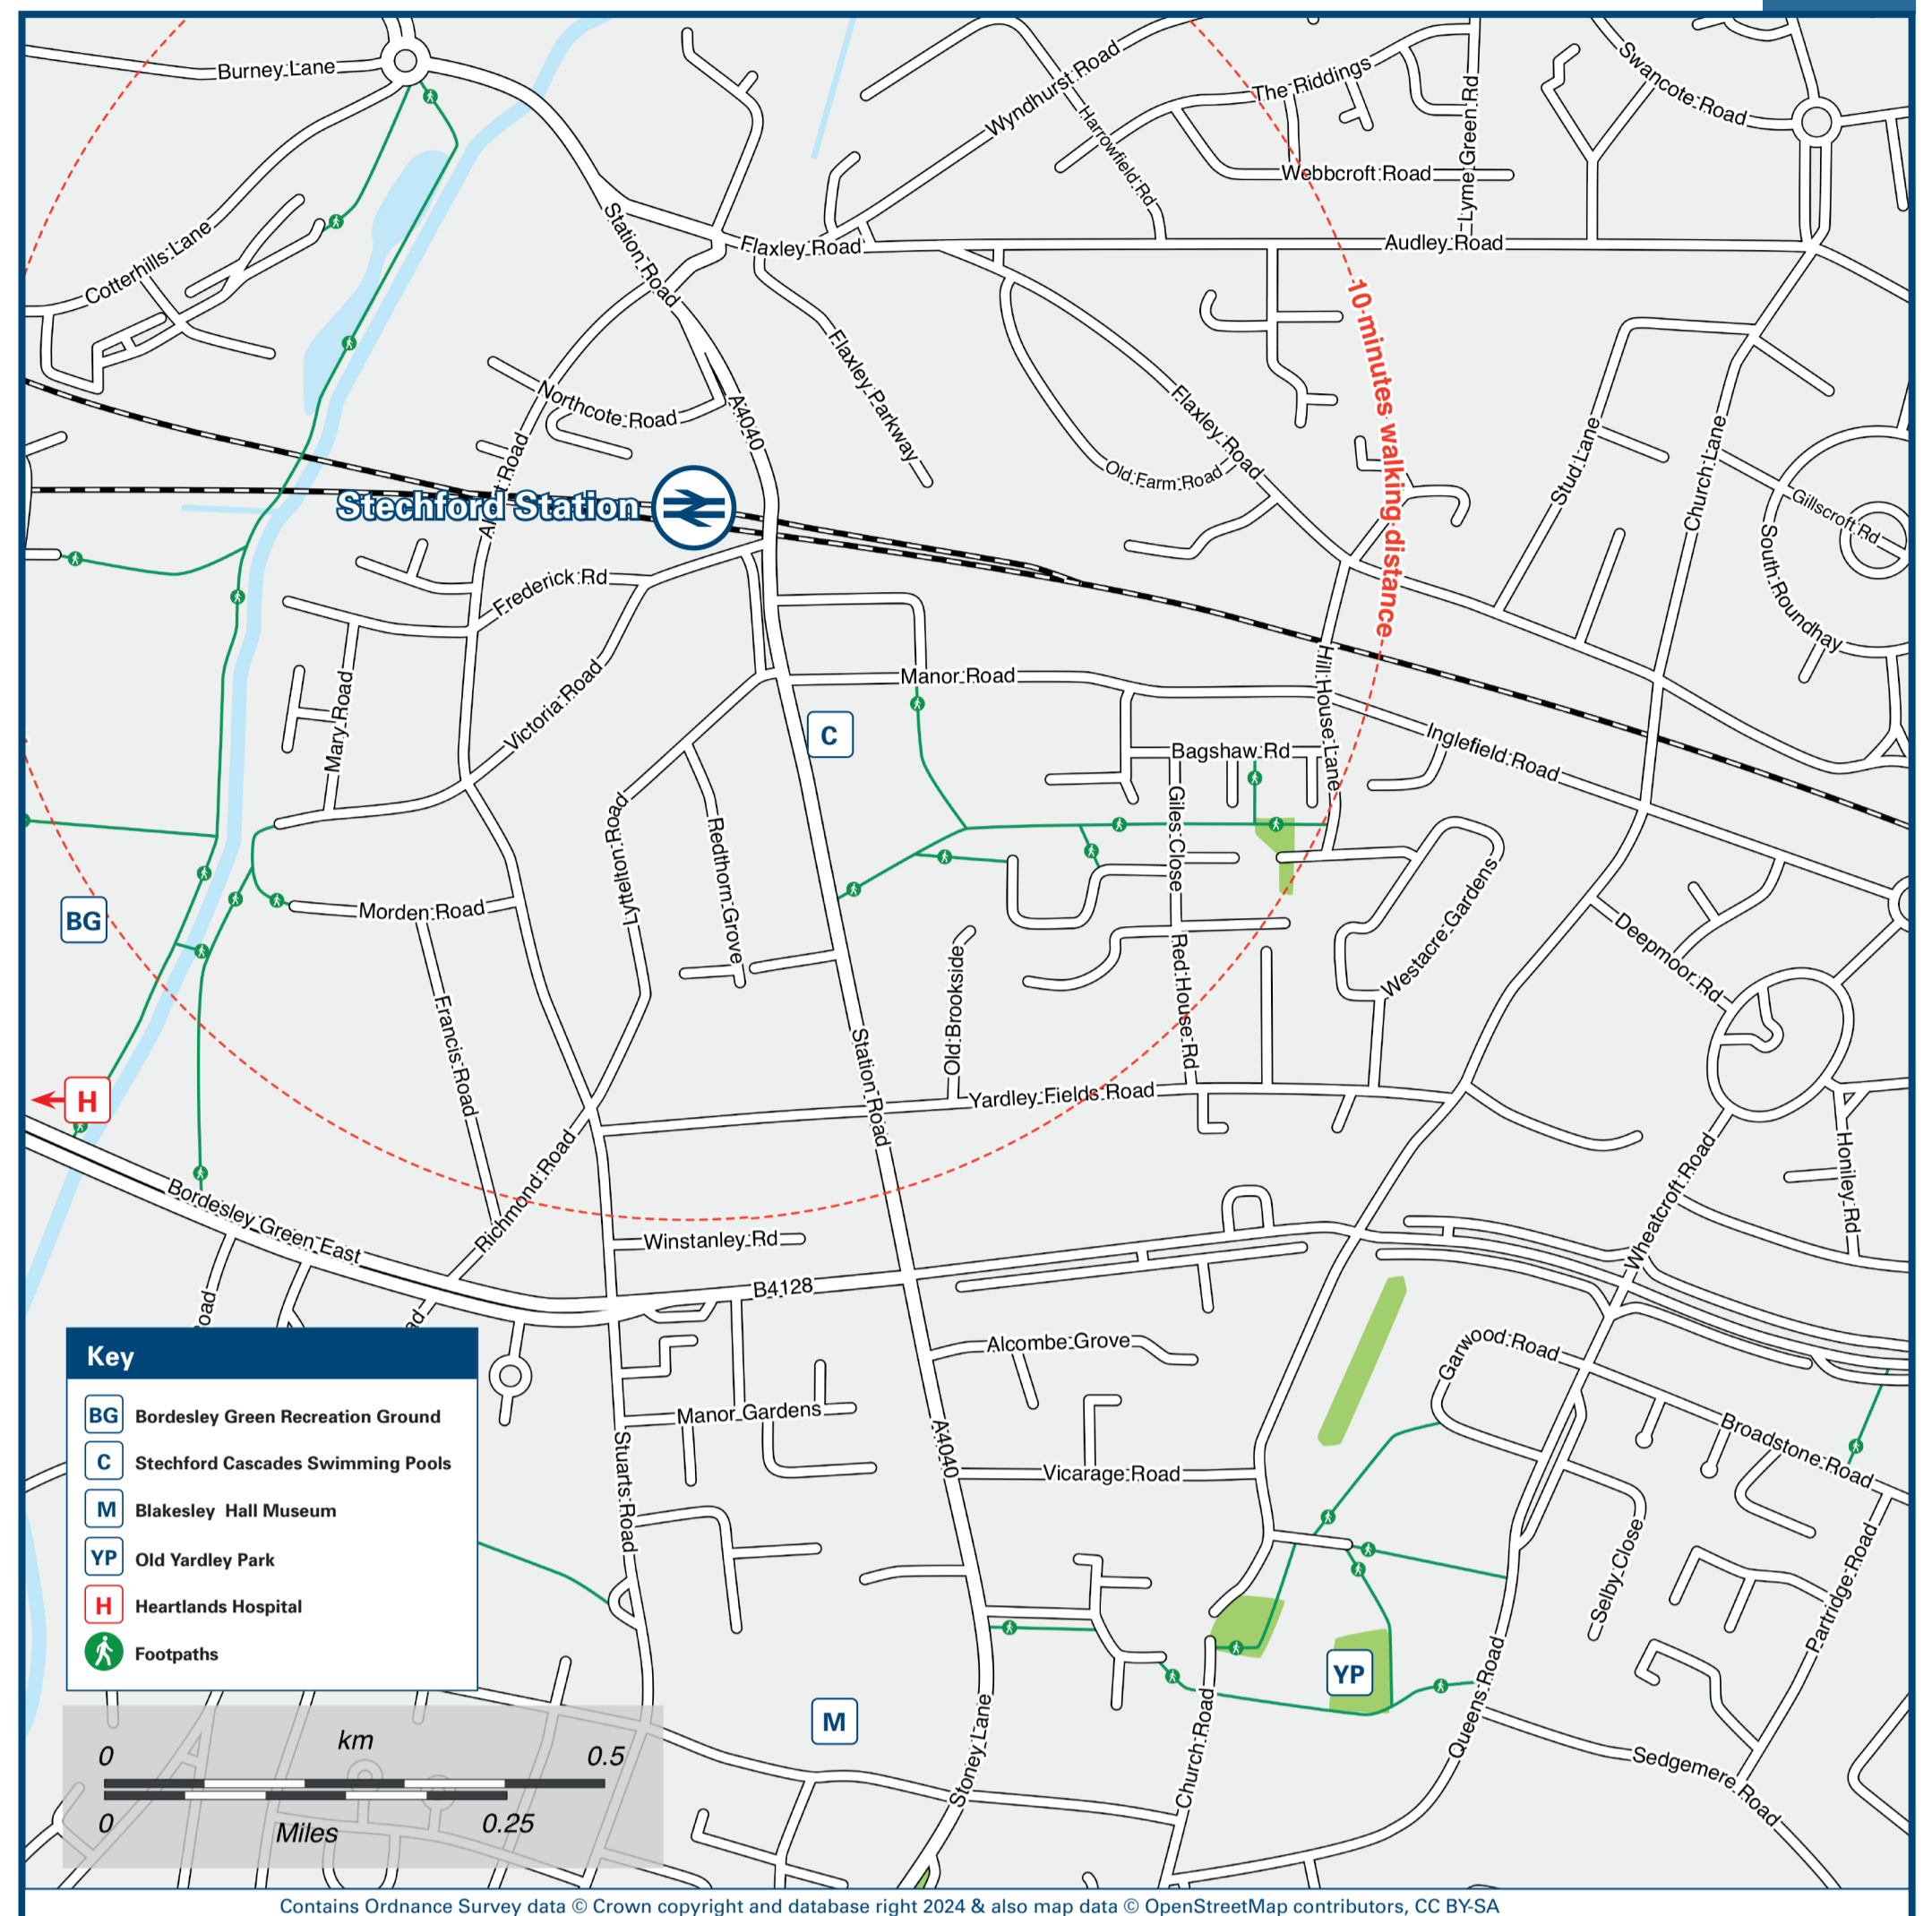 Burney Lane
Wyndhurst Road
The Riddings
Swancote Road
Harrowfield Rd
Lyme Green Rd
Webbcroft Road
Cotterhills Lane
Station Road
Flaxley Road
Audley Road
10 minutes walking distance
Flaxley Parkway
Northcote Road
A4040
Flaxley Road
Old Farm Road
Stud Lane
Church Lane
Gillscroft Rd
South Roundhay
Stechford Station
Road
Frederick Rd
Hill House Lane
Manor Road
Mary Road
Victoria Road
C
Bagshaw Rd
Inglefield Road
Lyttelton Road
Redthorn Grove
Giles Close
Westacre Gardens
BG
Morden Road
Deepmoor Rd
Francis Road
Old Brookside
Red House Rd
Station Road
H
Yardley Fields Road
Richmond Road
Wheatcroft Road
Honiley Rd
Bordesley Green East
Winstanley Rd
B4128
oad
ad
Alcombe Grove
Garwood Road
Manor Gardens
A4040
Broadstone Road
Stuarts Road
Vicarage Road
Selby Close
Partridge Road
YP
M
Stoney Lane
Church Road
Queens Road
Sedgemere Road
Key
BG Bordesley Green Recreation Ground
C Stechford Cascades Swimming Pools
M Blakesley Hall Museum
YP Old Yardley Park
H Heartlands Hospital
Footpaths
km
0 0.5
0 0.25
Miles
Contains Ordnance Survey data © Crown copyright and database right 2024 & also map data © OpenStreetMap contributors, CC BY-SA